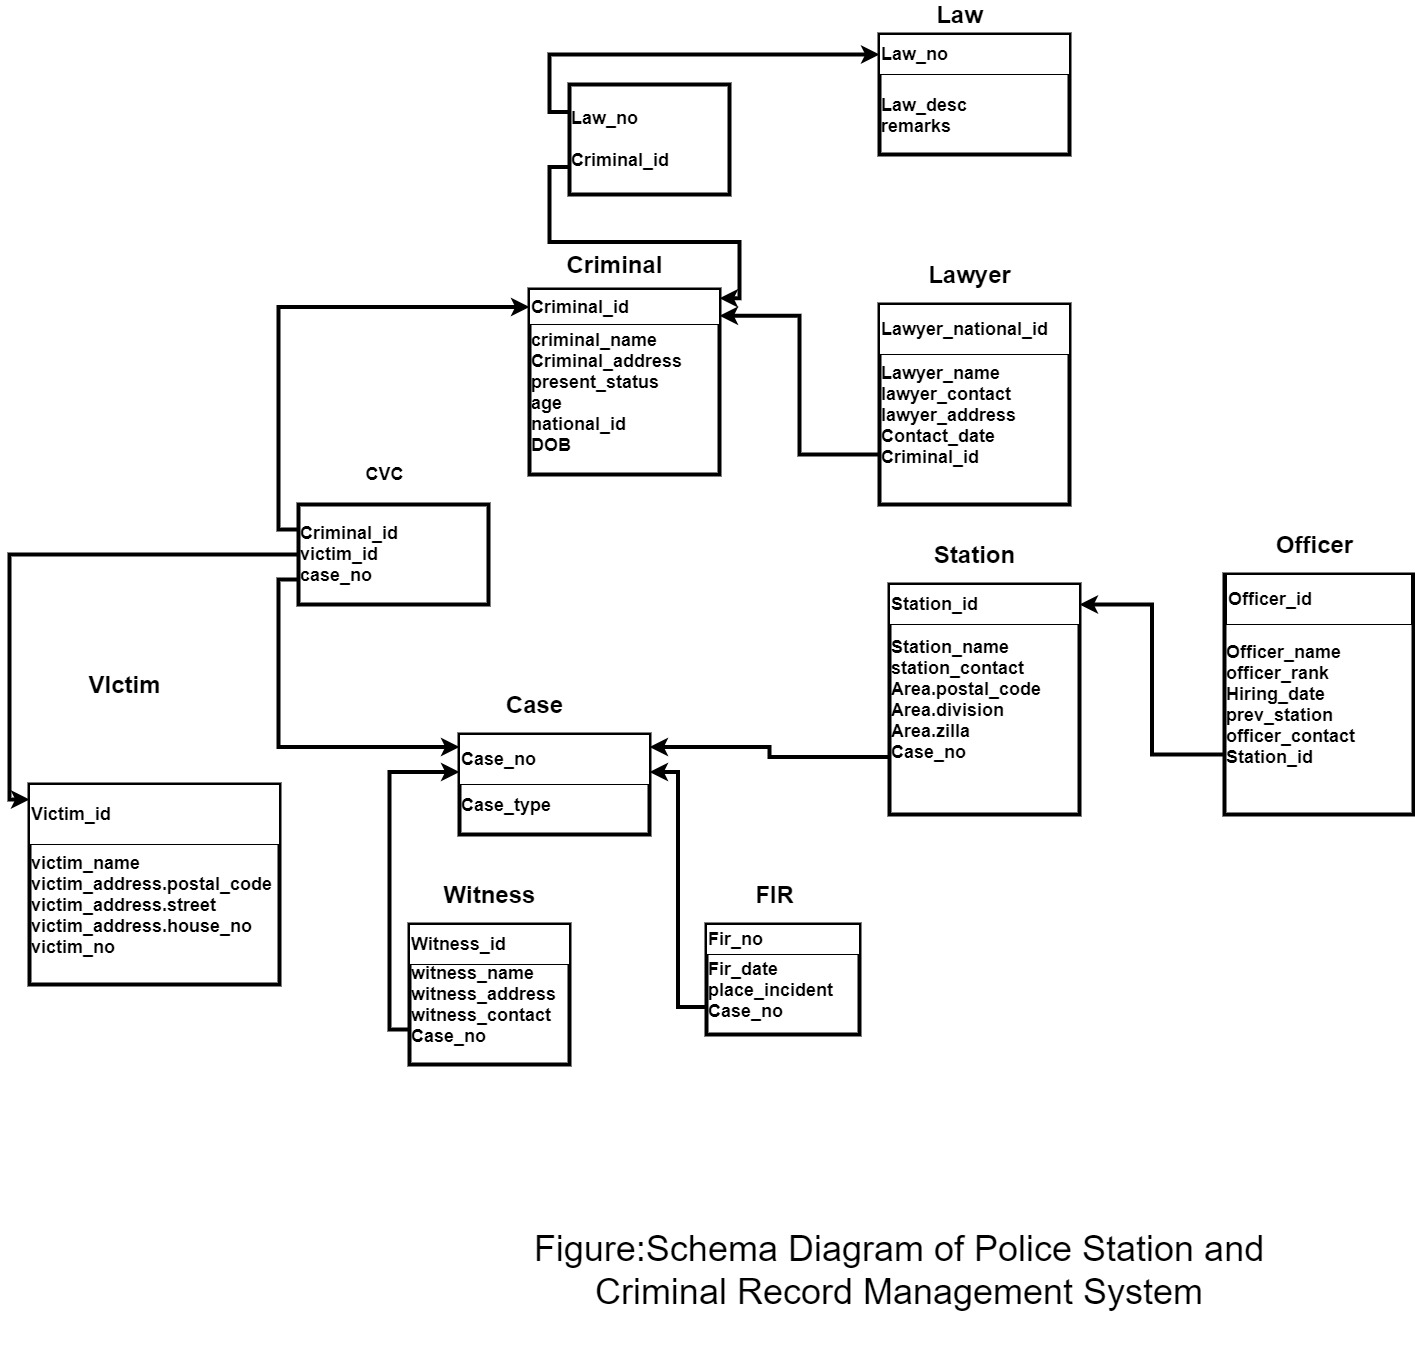 Law
Law_no
Law_desc
remarks
Law_no
Criminal_id
Criminal
Criminal_id
criminal_name
Criminal_address
present_status
age
national_id
DOB
Lawyer
Lawyer_national_id
Lawyer_name
lawyer_contact
lawyer_address
Contact_date
Criminal_id
CVC
Criminal_id
victim_id
case_no
Station
Station_id
Station_name
station_contact
Area.postal_code
Area.division
Area.zilla
Case_no
Officer
Officer_id
Officer_name
officer_rank
Hiring_date
prev_station
officer_contact
Station_id
VIctim
Victim_id
victim_name
victim_address.postal_code
victim_address.street
victim_address.house_no
victim_no
Case
Case_no
Case_type
Witness
Witness_id
witness_name
witness_address
witness_contact
Case_no
FIR
Fir_no
Fir_date
place_incident
Case_no
Figure:Schema Diagram of Police Station and
Criminal Record Management System